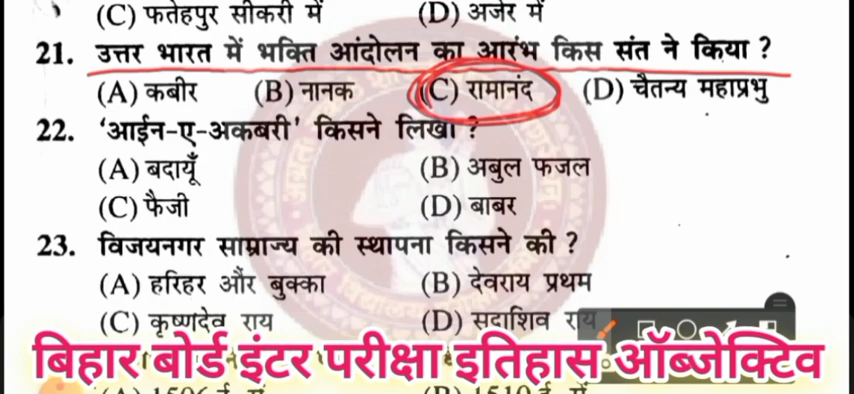 (C) फतेहपुर सीकरी में (D) अजेर में
21. उत्तर भारत में भक्ति आंदोलन का आरंभ किस संत ने किया ?
(A) कबीर (B) नानक (C) रामानंद (D) चैतन्य महाप्रभु
22. 'आईन-ए-अकबरी' किसने लिखा ?
(A) बदायूँ (B) अबुल फजल
(C) फैजी (D) बाबर
23. विजयनगर साम्राज्य की स्थापना किसने की ?
(A) हरिहर और बुक्का (B) देवराय प्रथम
(C) कृष्णदेव राय (D) सदाशिव राय
बिहार बोर्ड इंटर परीक्षा इतिहास ऑब्जेक्टिव